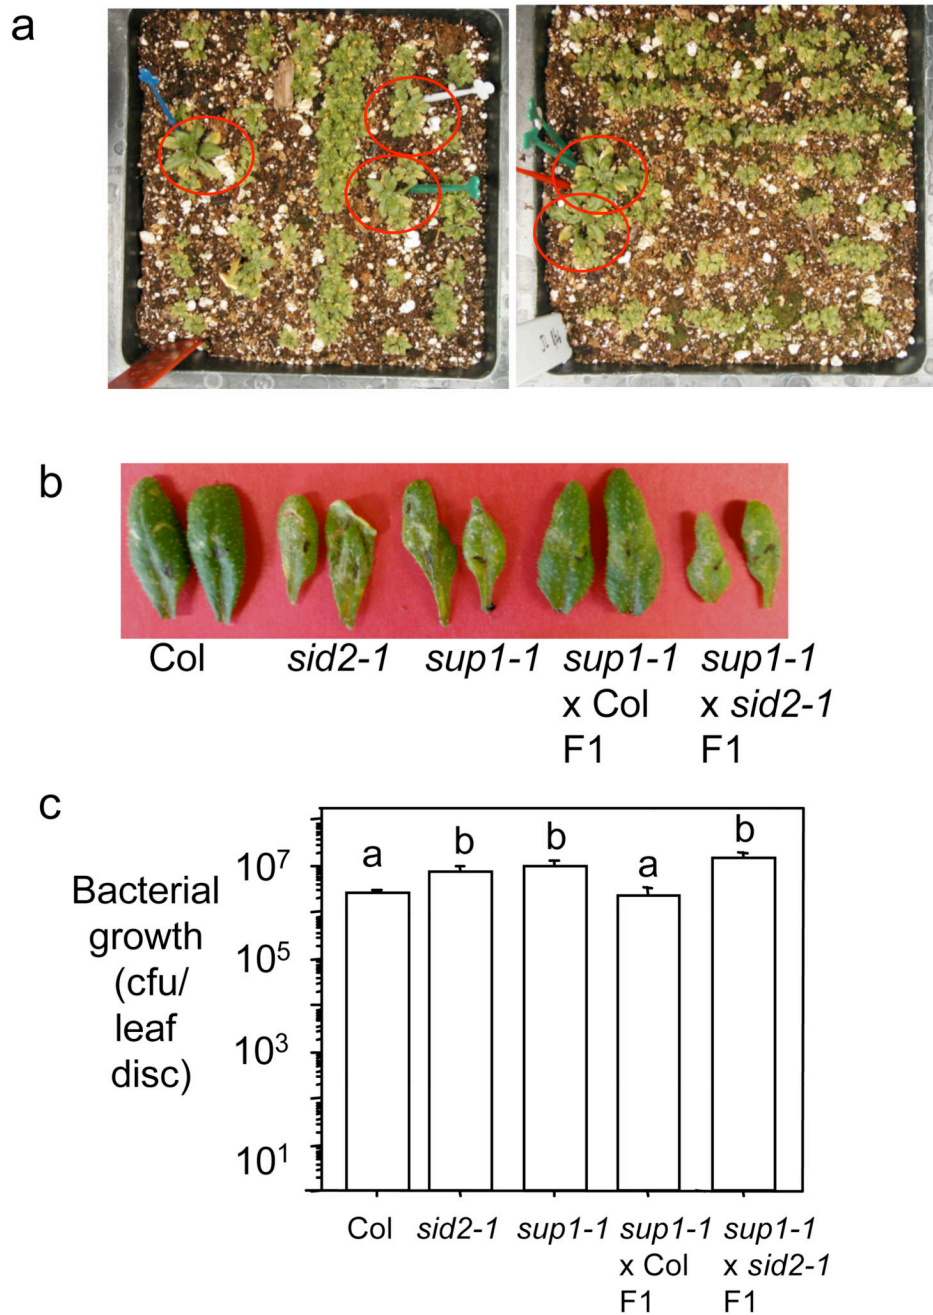 a
b
Col
sid2-1
sup1-1
sup1-1
x Col
F1
sup1-1
x sid2-1
F1
c
Bacterial
growth
(cfu/
leaf
disc)
10⁷
10⁵
10³
10¹
a
b
b
a
b
Col
sid2-1
sup1-1
sup1-1
x Col
F1
sup1-1
x sid2-1
F1